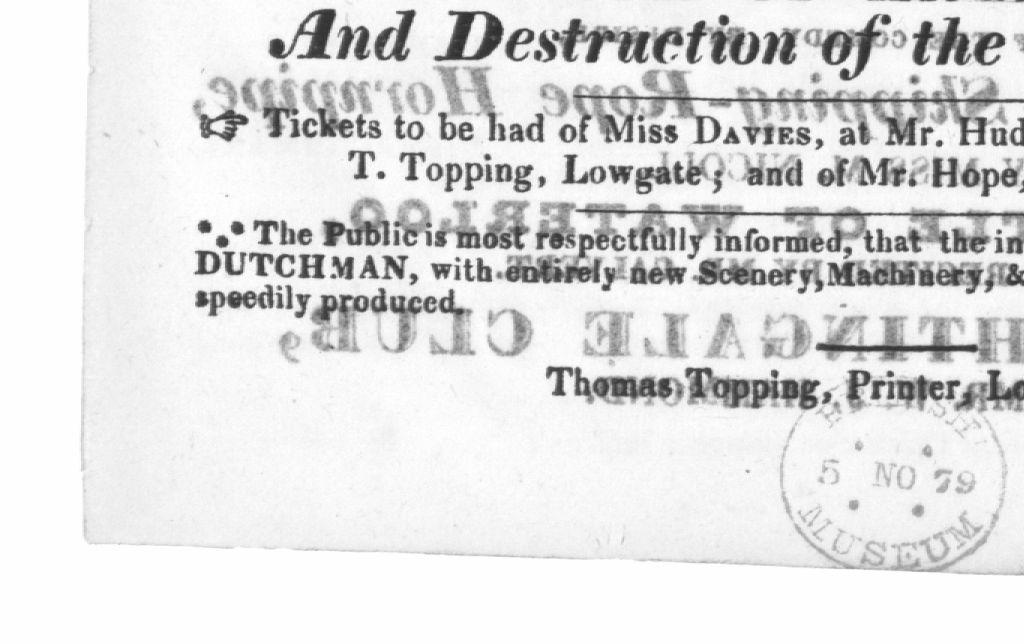 And Destruction of the
☞ Tickets to be had of Miss DAVIES, at Mr. Hud
T. Topping, Lowgate; and of Mr. Hope,
*.* The Public is most respectfully informed, that the in
DUTCHMAN, with entirely new Scenery, Machinery, &
speedily produced.
Thomas Topping, Printer, Lo
5 NO 79
MUSEUM